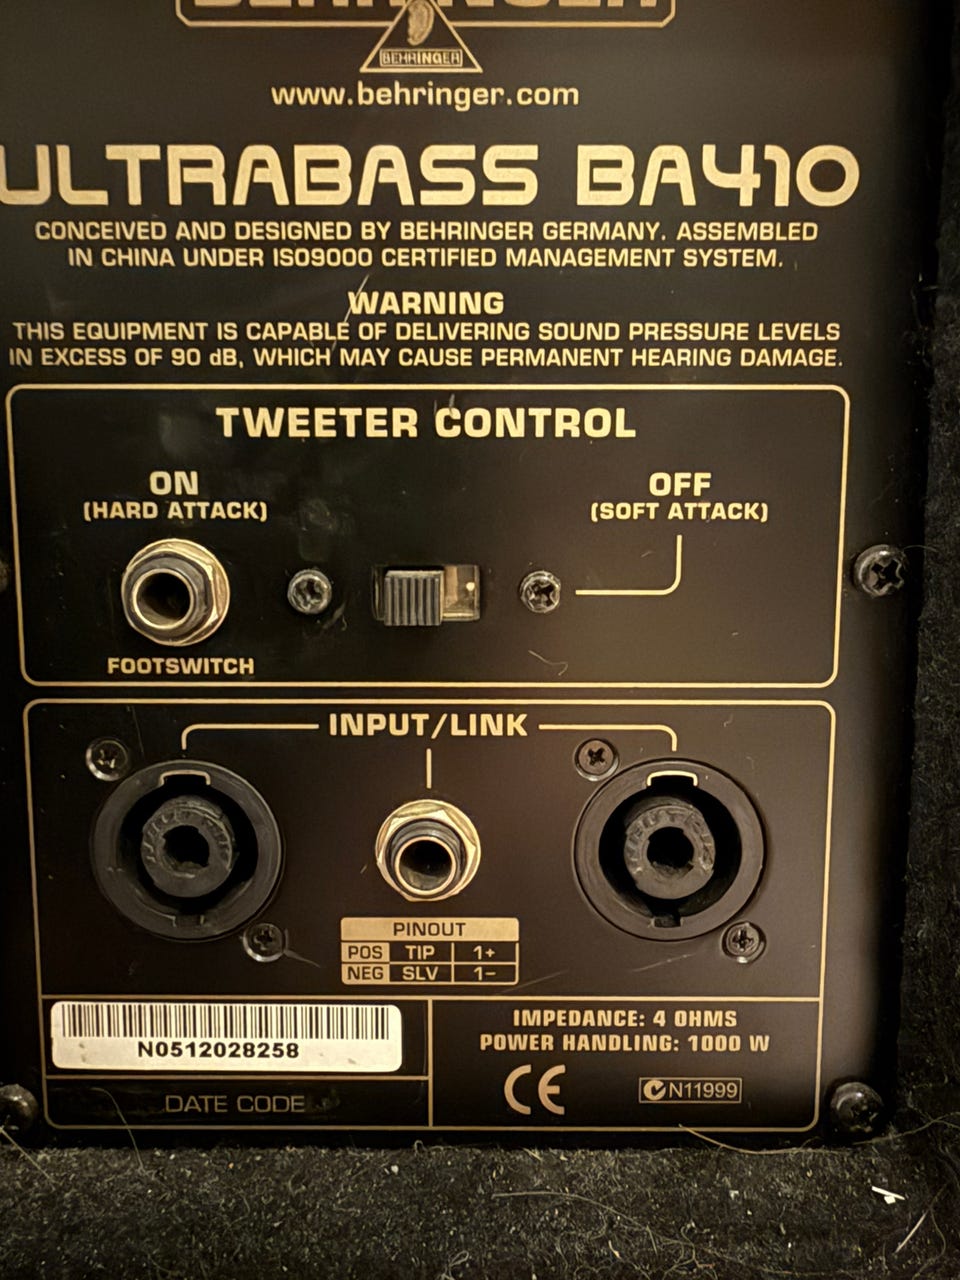 BEHRINGER
BEHRINGER
www.behringer.com
ULTRABASS BA410
CONCEIVED AND DESIGNED BY BEHRINGER GERMANY. ASSEMBLED
IN CHINA UNDER ISO9000 CERTIFIED MANAGEMENT SYSTEM.
WARNING
THIS EQUIPMENT IS CAPABLE OF DELIVERING SOUND PRESSURE LEVELS
IN EXCESS OF 90 dB, WHICH MAY CAUSE PERMANENT HEARING DAMAGE.
TWEETER CONTROL
ON OFF
(HARD ATTACK) (SOFT ATTACK)
FOOTSWITCH
INPUT/LINK
PINOUT
POS TIP 1+
NEG SLV 1−
N0512028258
DATE CODE
IMPEDANCE: 4 OHMS
POWER HANDLING: 1000 W
CE N11999